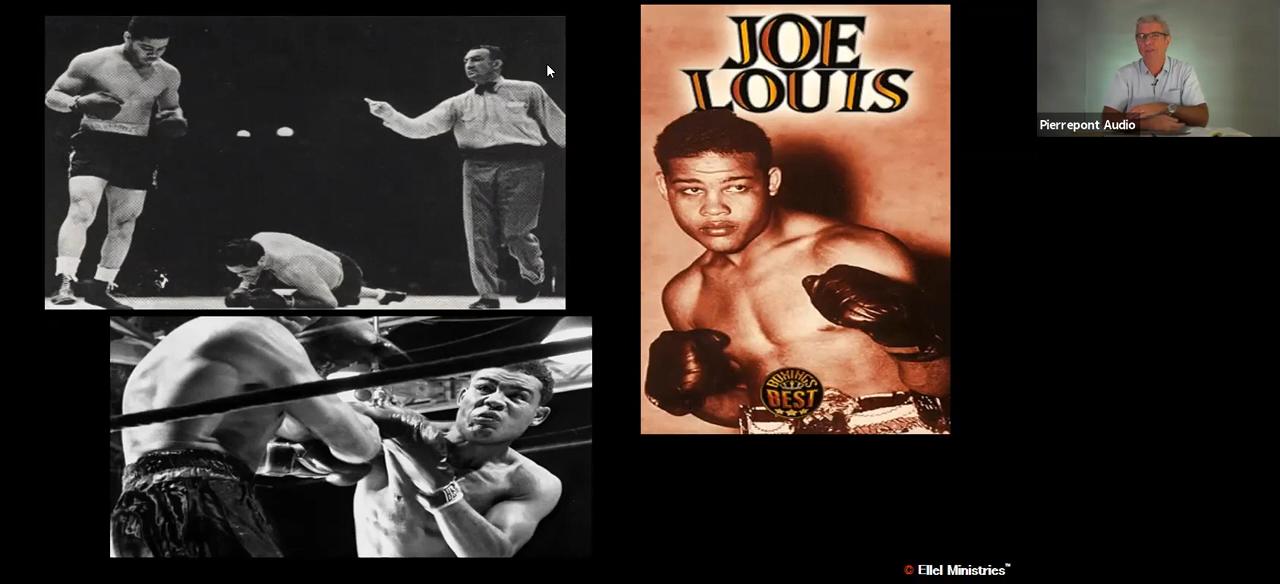 JOE
LOUIS
BOXING'S
BEST
Pierrepont Audio
© Ellel Ministries™